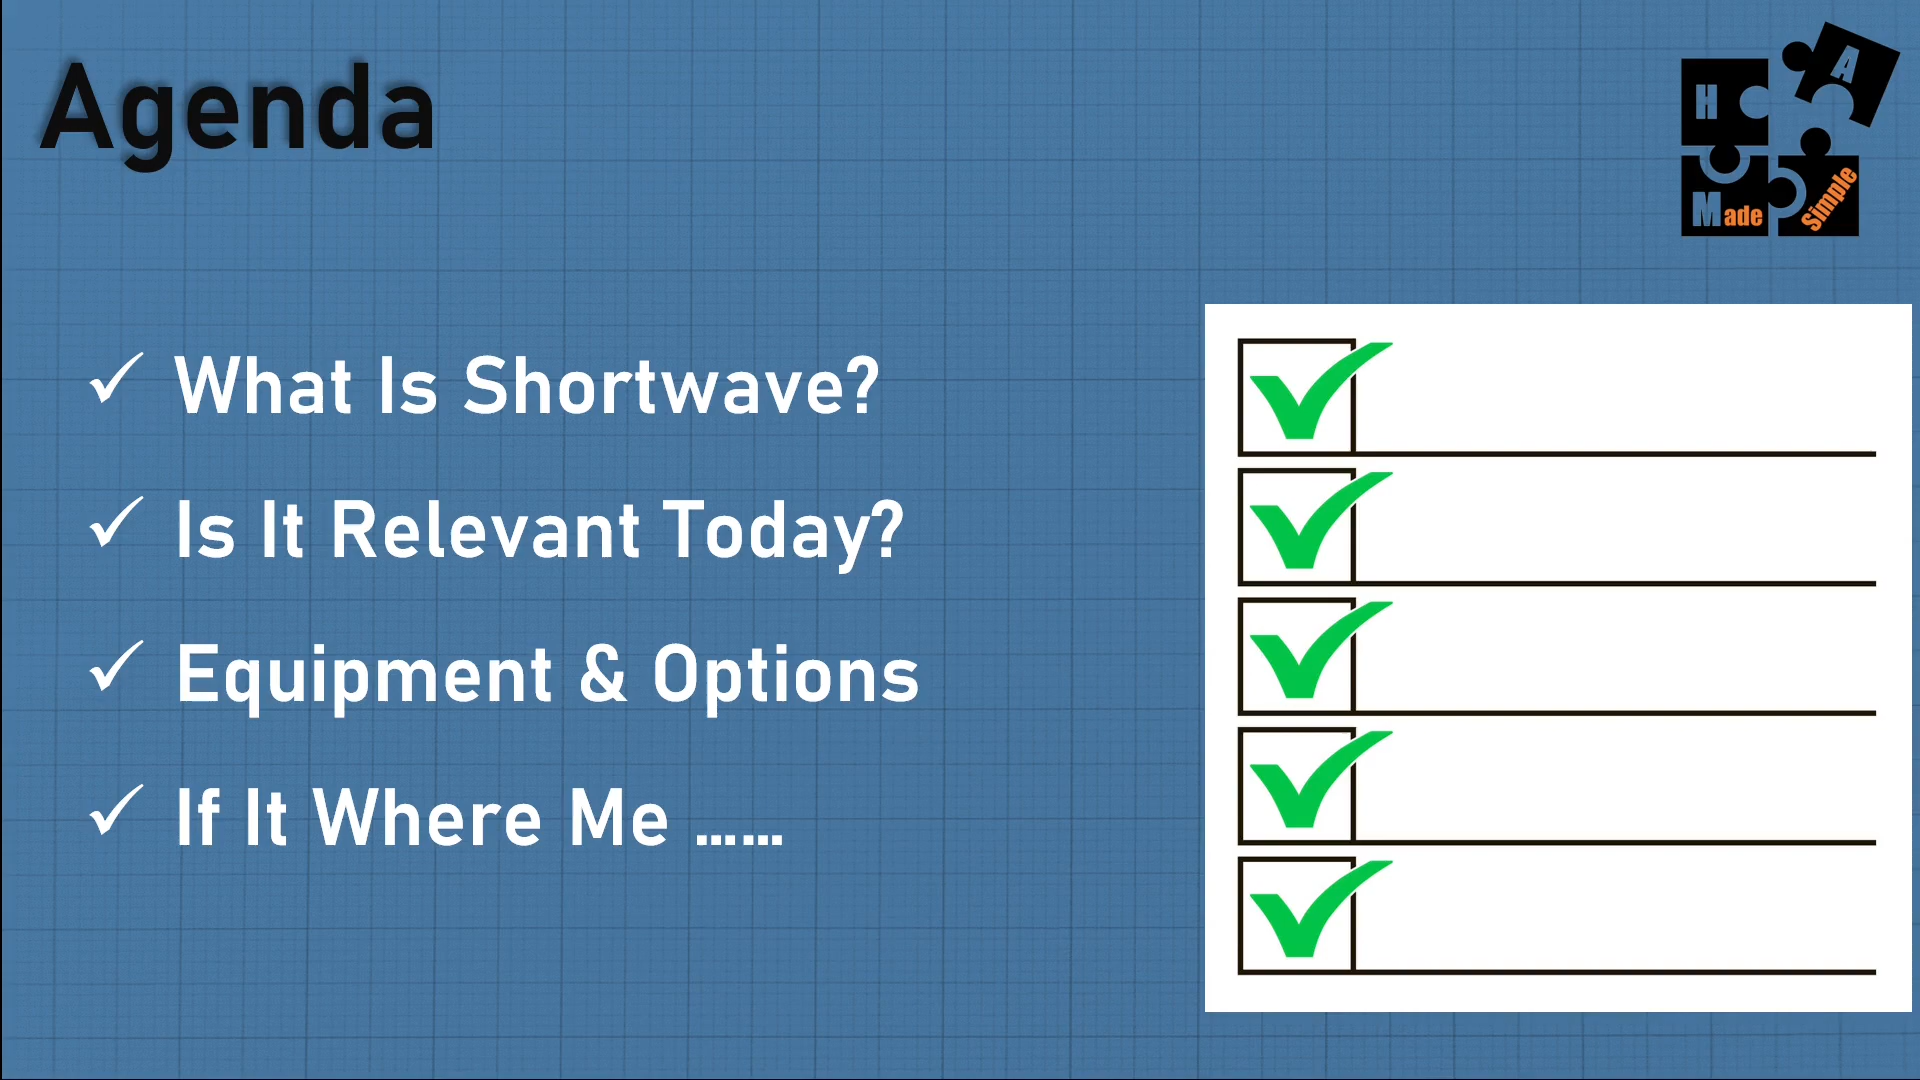 Agenda
H A
Made Simple
What Is Shortwave?
Is It Relevant Today?
Equipment & Options
If It Where Me ......